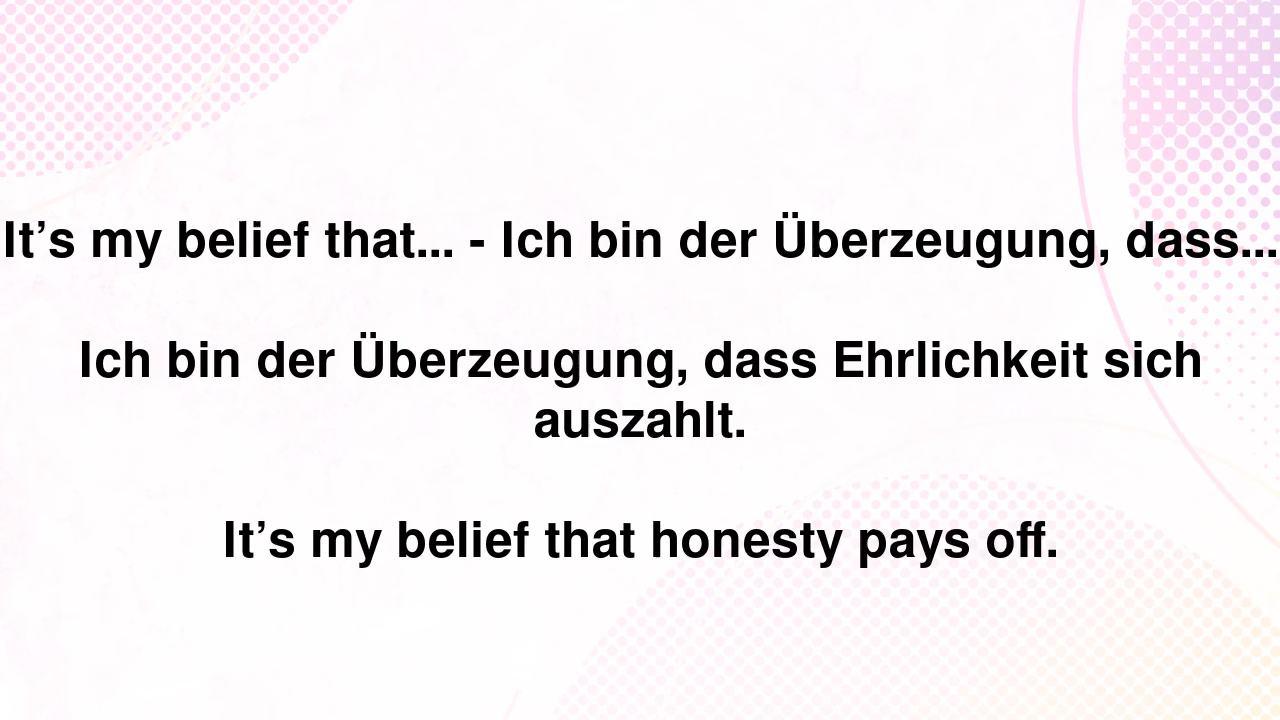 It’s my belief that... - Ich bin der Überzeugung, dass...
Ich bin der Überzeugung, dass Ehrlichkeit sich
auszahlt.
It’s my belief that honesty pays off.